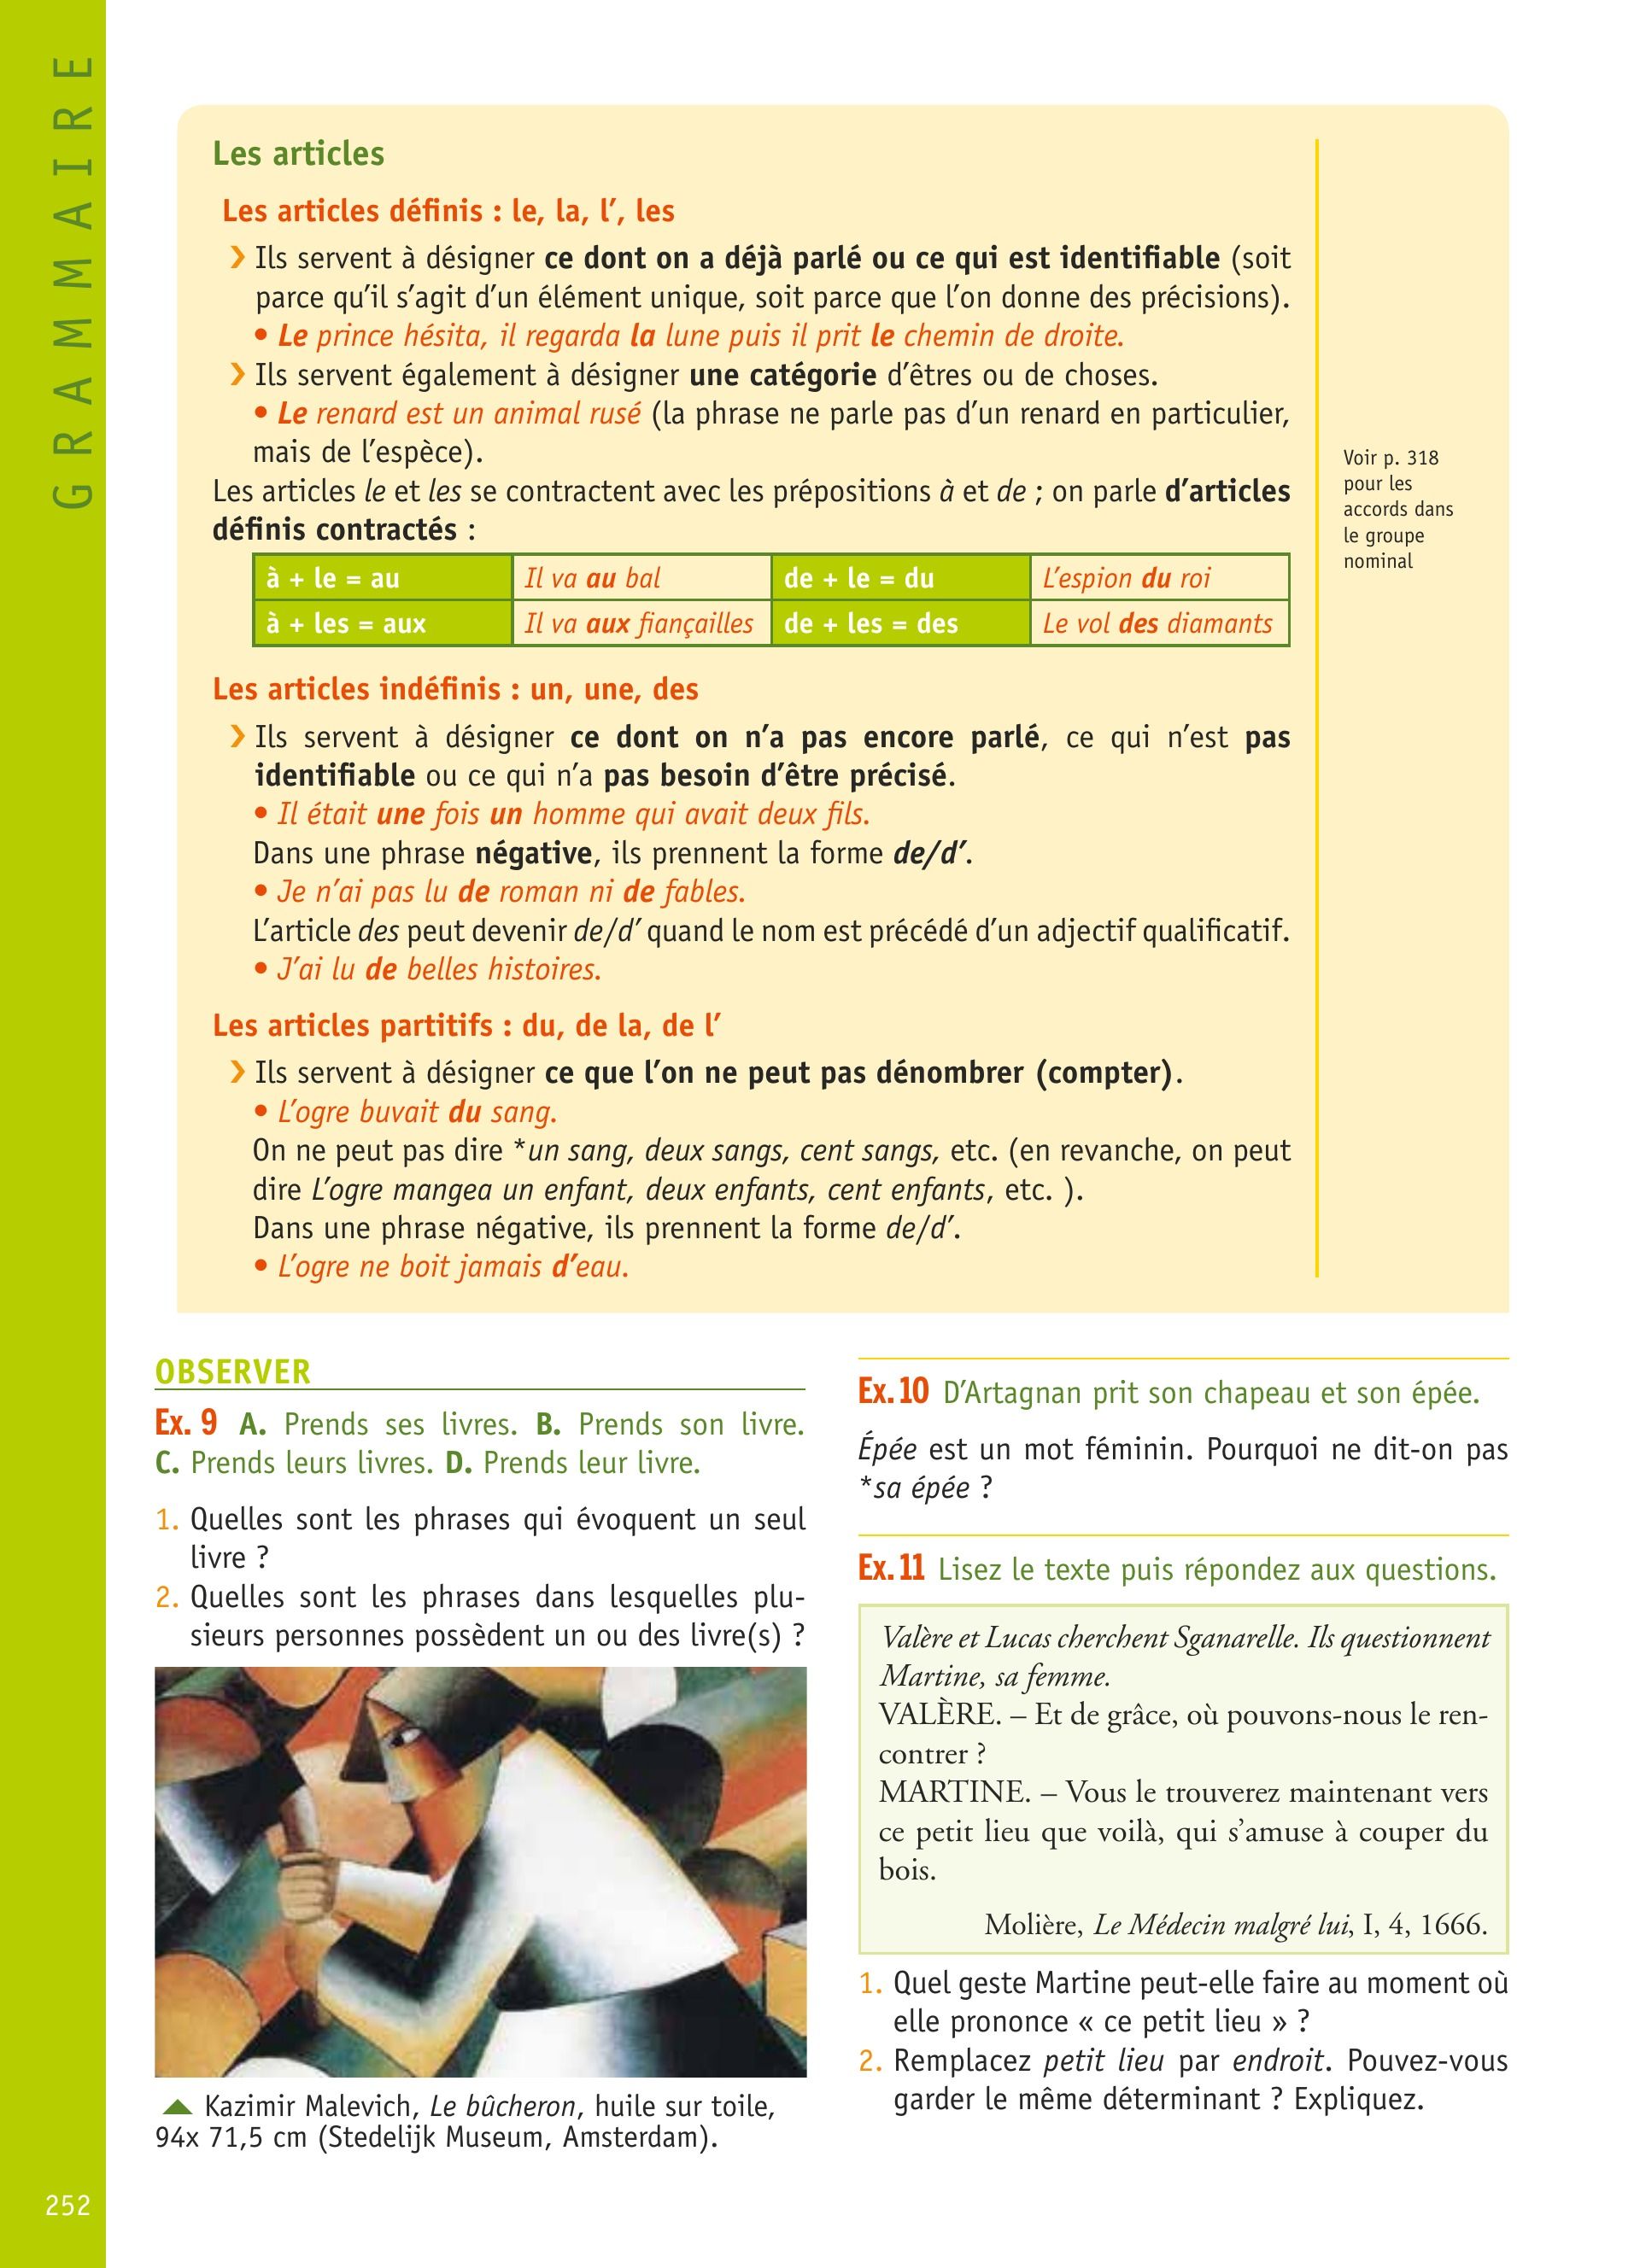 GRAMMAIRE
Les articles
Les articles définis : le, la, l’, les
› Ils servent à désigner ce dont on a déjà parlé ou ce qui est identifiable (soit
parce qu’il s’agit d’un élément unique, soit parce que l’on donne des précisions).
• Le prince hésita, il regarda la lune puis il prit le chemin de droite.
› Ils servent également à désigner une catégorie d’êtres ou de choses.
• Le renard est un animal rusé (la phrase ne parle pas d’un renard en particulier,
mais de l’espèce).
Les articles le et les se contractent avec les prépositions à et de ; on parle d’articles
définis contractés :
à + le = au Il va au bal de + le = du L’espion du roi
à + les = aux Il va aux fiançailles de + les = des Le vol des diamants
Les articles indéfinis : un, une, des
› Ils servent à désigner ce dont on n’a pas encore parlé, ce qui n’est pas
identifiable ou ce qui n’a pas besoin d’être précisé.
• Il était une fois un homme qui avait deux fils.
Dans une phrase négative, ils prennent la forme de/d’.
• Je n’ai pas lu de roman ni de fables.
L’article des peut devenir de/d’ quand le nom est précédé d’un adjectif qualificatif.
• J’ai lu de belles histoires.
Les articles partitifs : du, de la, de l’
› Ils servent à désigner ce que l’on ne peut pas dénombrer (compter).
• L’ogre buvait du sang.
On ne peut pas dire *un sang, deux sangs, cent sangs, etc. (en revanche, on peut
dire L’ogre mangea un enfant, deux enfants, cent enfants, etc. ).
Dans une phrase négative, ils prennent la forme de/d’.
• L’ogre ne boit jamais d’eau.
Voir p. 318
pour les
accords dans
le groupe
nominal
OBSERVER
Ex. 9 A. Prends ses livres. B. Prends son livre.
C. Prends leurs livres. D. Prends leur livre.
1. Quelles sont les phrases qui évoquent un seul
livre ?
2. Quelles sont les phrases dans lesquelles plu-
sieurs personnes possèdent un ou des livre(s) ?
Kazimir Malevich, Le bûcheron, huile sur toile,
94x 71,5 cm (Stedelijk Museum, Amsterdam).
Ex. 10 D’Artagnan prit son chapeau et son épée.
Épée est un mot féminin. Pourquoi ne dit-on pas
*sa épée ?
Ex. 11 Lisez le texte puis répondez aux questions.
Valère et Lucas cherchent Sganarelle. Ils questionnent
Martine, sa femme.
VALÈRE. – Et de grâce, où pouvons-nous le ren-
contrer ?
MARTINE. – Vous le trouverez maintenant vers
ce petit lieu que voilà, qui s’amuse à couper du
bois.
Molière, Le Médecin malgré lui, I, 4, 1666.
1. Quel geste Martine peut-elle faire au moment où
elle prononce « ce petit lieu » ?
2. Remplacez petit lieu par endroit. Pouvez-vous
garder le même déterminant ? Expliquez.
252